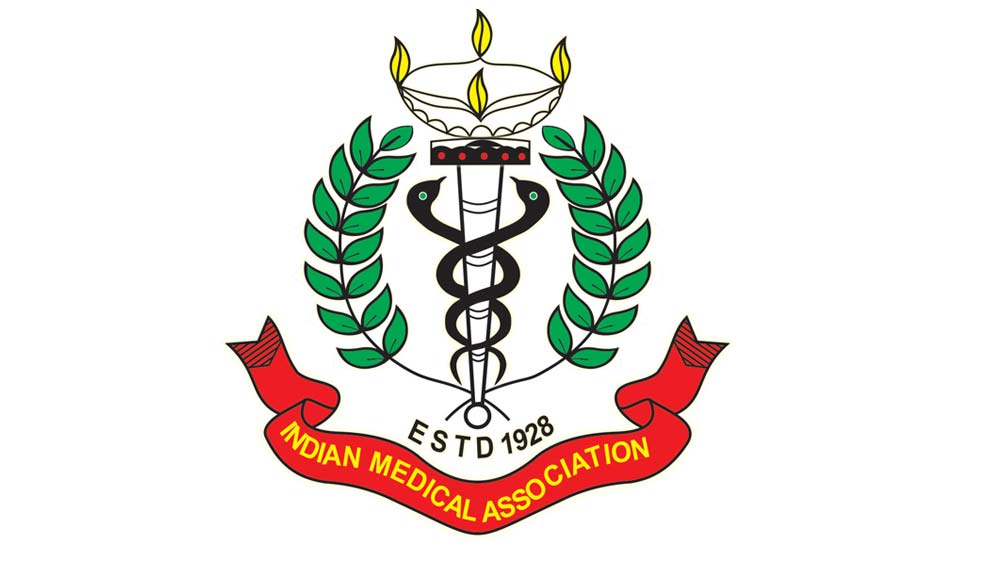 ESTD 1928
INDIAN MEDICAL ASSOCIATION